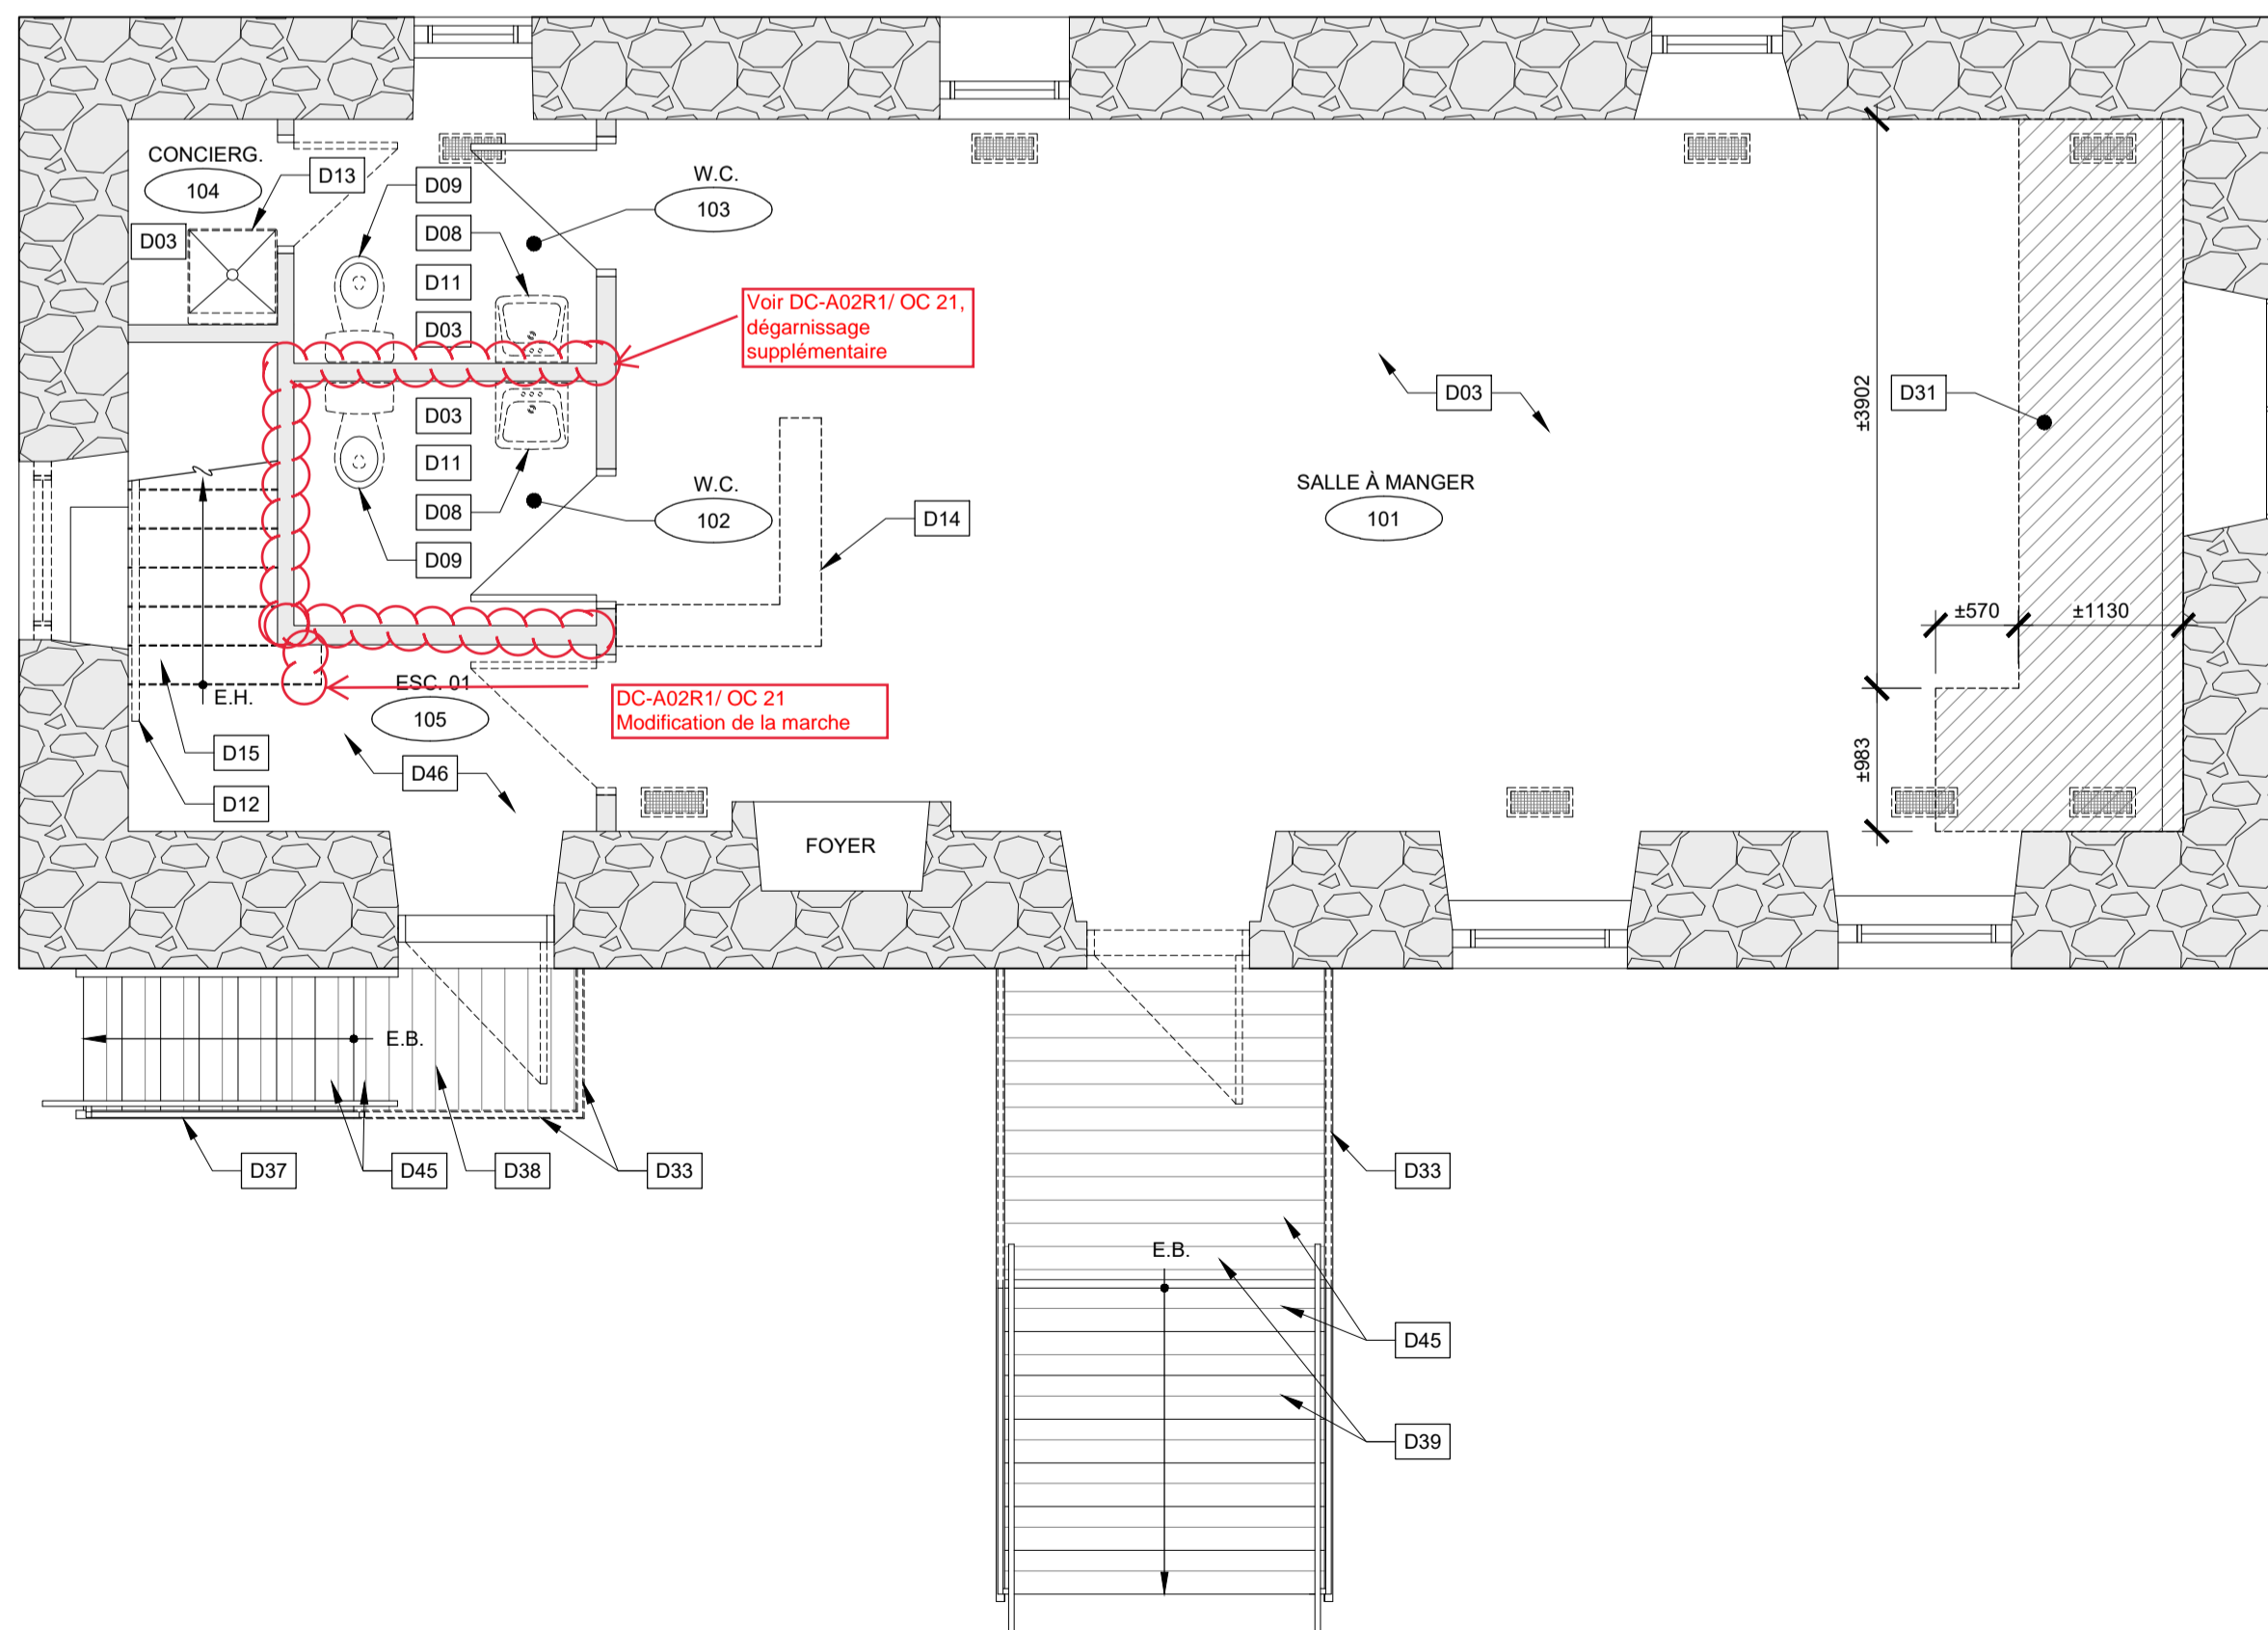 CONCIERG.
104
D13
D03
D09
D08
D11
D03
W.C.
103
Voir DC-A02R1/ OC 21,
dégarnissage
supplémentaire
D03
D11
D08
D09
W.C.
102
D14
D03
SALLE À MANGER
101
±3902
D31
±570
±1130
±983
E.H.
ESC. 01
105
DC-A02R1/ OC 21
Modification de la marche
D15
D46
D12
FOYER
E.B.
D37
D45
D38
D33
D33
E.B.
D45
D39